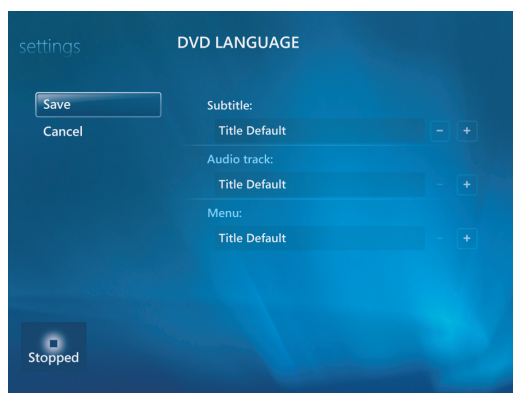 settings
DVD LANGUAGE
Save
Cancel
Subtitle:
Title Default
- +
Audio track:
Title Default
- +
Menu:
Title Default
- +
Stopped